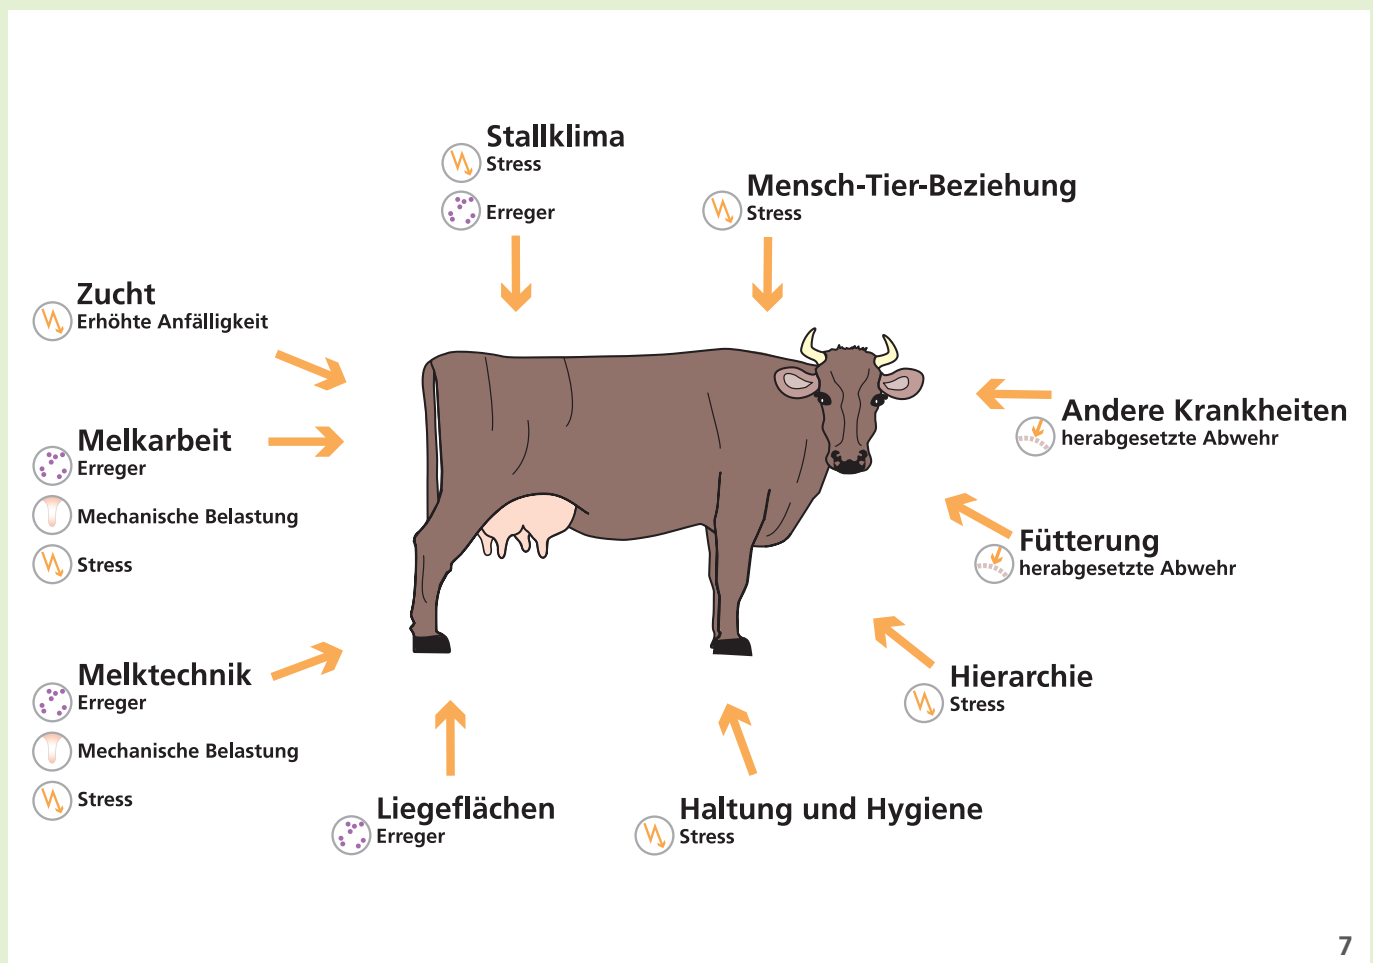 Stallklima
Stress
Erreger
Mensch-Tier-Beziehung
Stress
Zucht
Erhöhte Anfälligkeit
Melkarbeit
Erreger
Mechanische Belastung
Stress
Andere Krankheiten
herabgesetzte Abwehr
Fütterung
herabgesetzte Abwehr
Melktechnik
Erreger
Mechanische Belastung
Stress
Hierarchie
Stress
Liegeflächen
Erreger
Haltung und Hygiene
Stress
7